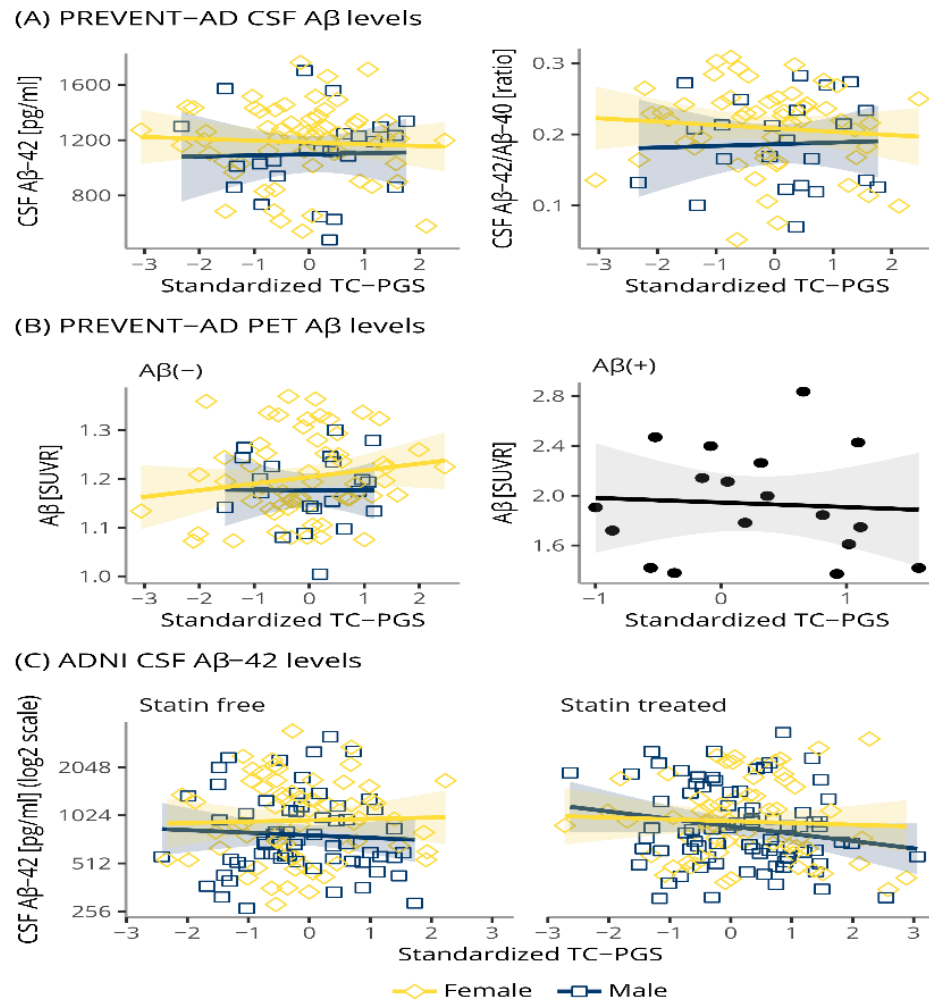 (A) PREVENT−AD CSF Aβ levels
CSF Aβ−42 [pg/ml]
1600
1200
800
−3 −2 −1 0 1 2
Standardized TC−PGS
CSF Aβ−42/Aβ−40 [ratio]
0.3
0.2
0.1
−3 −2 −1 0 1 2
Standardized TC−PGS
(B) PREVENT−AD PET Aβ levels
Aβ(−)
Aβ [SUVR]
1.3
1.2
1.1
1.0
−3 −2 −1 0 1 2
Standardized TC−PGS
Aβ(+)
Aβ [SUVR]
2.8
2.4
2.0
1.6
−1 0 1
Standardized TC−PGS
(C) ADNI CSF Aβ−42 levels
CSF Aβ−42 [pg/ml] (log2 scale)
Statin free
2048
1024
512
256
−3 −2 −1 0 1 2 3
Statin treated
−3 −2 −1 0 1 2 3
Standardized TC−PGS
Female Male